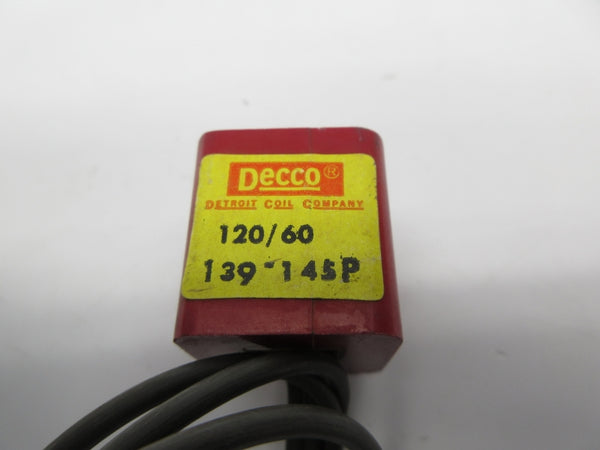 Decco®
DETROIT COIL COMPANY
120/60
139-145P